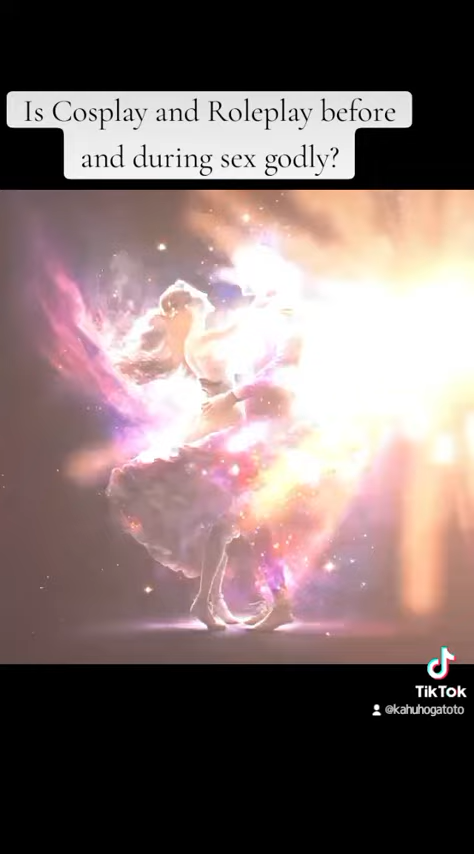 Is Cosplay and Roleplay before
and during sex godly?
TikTok
@kahuhogatoto